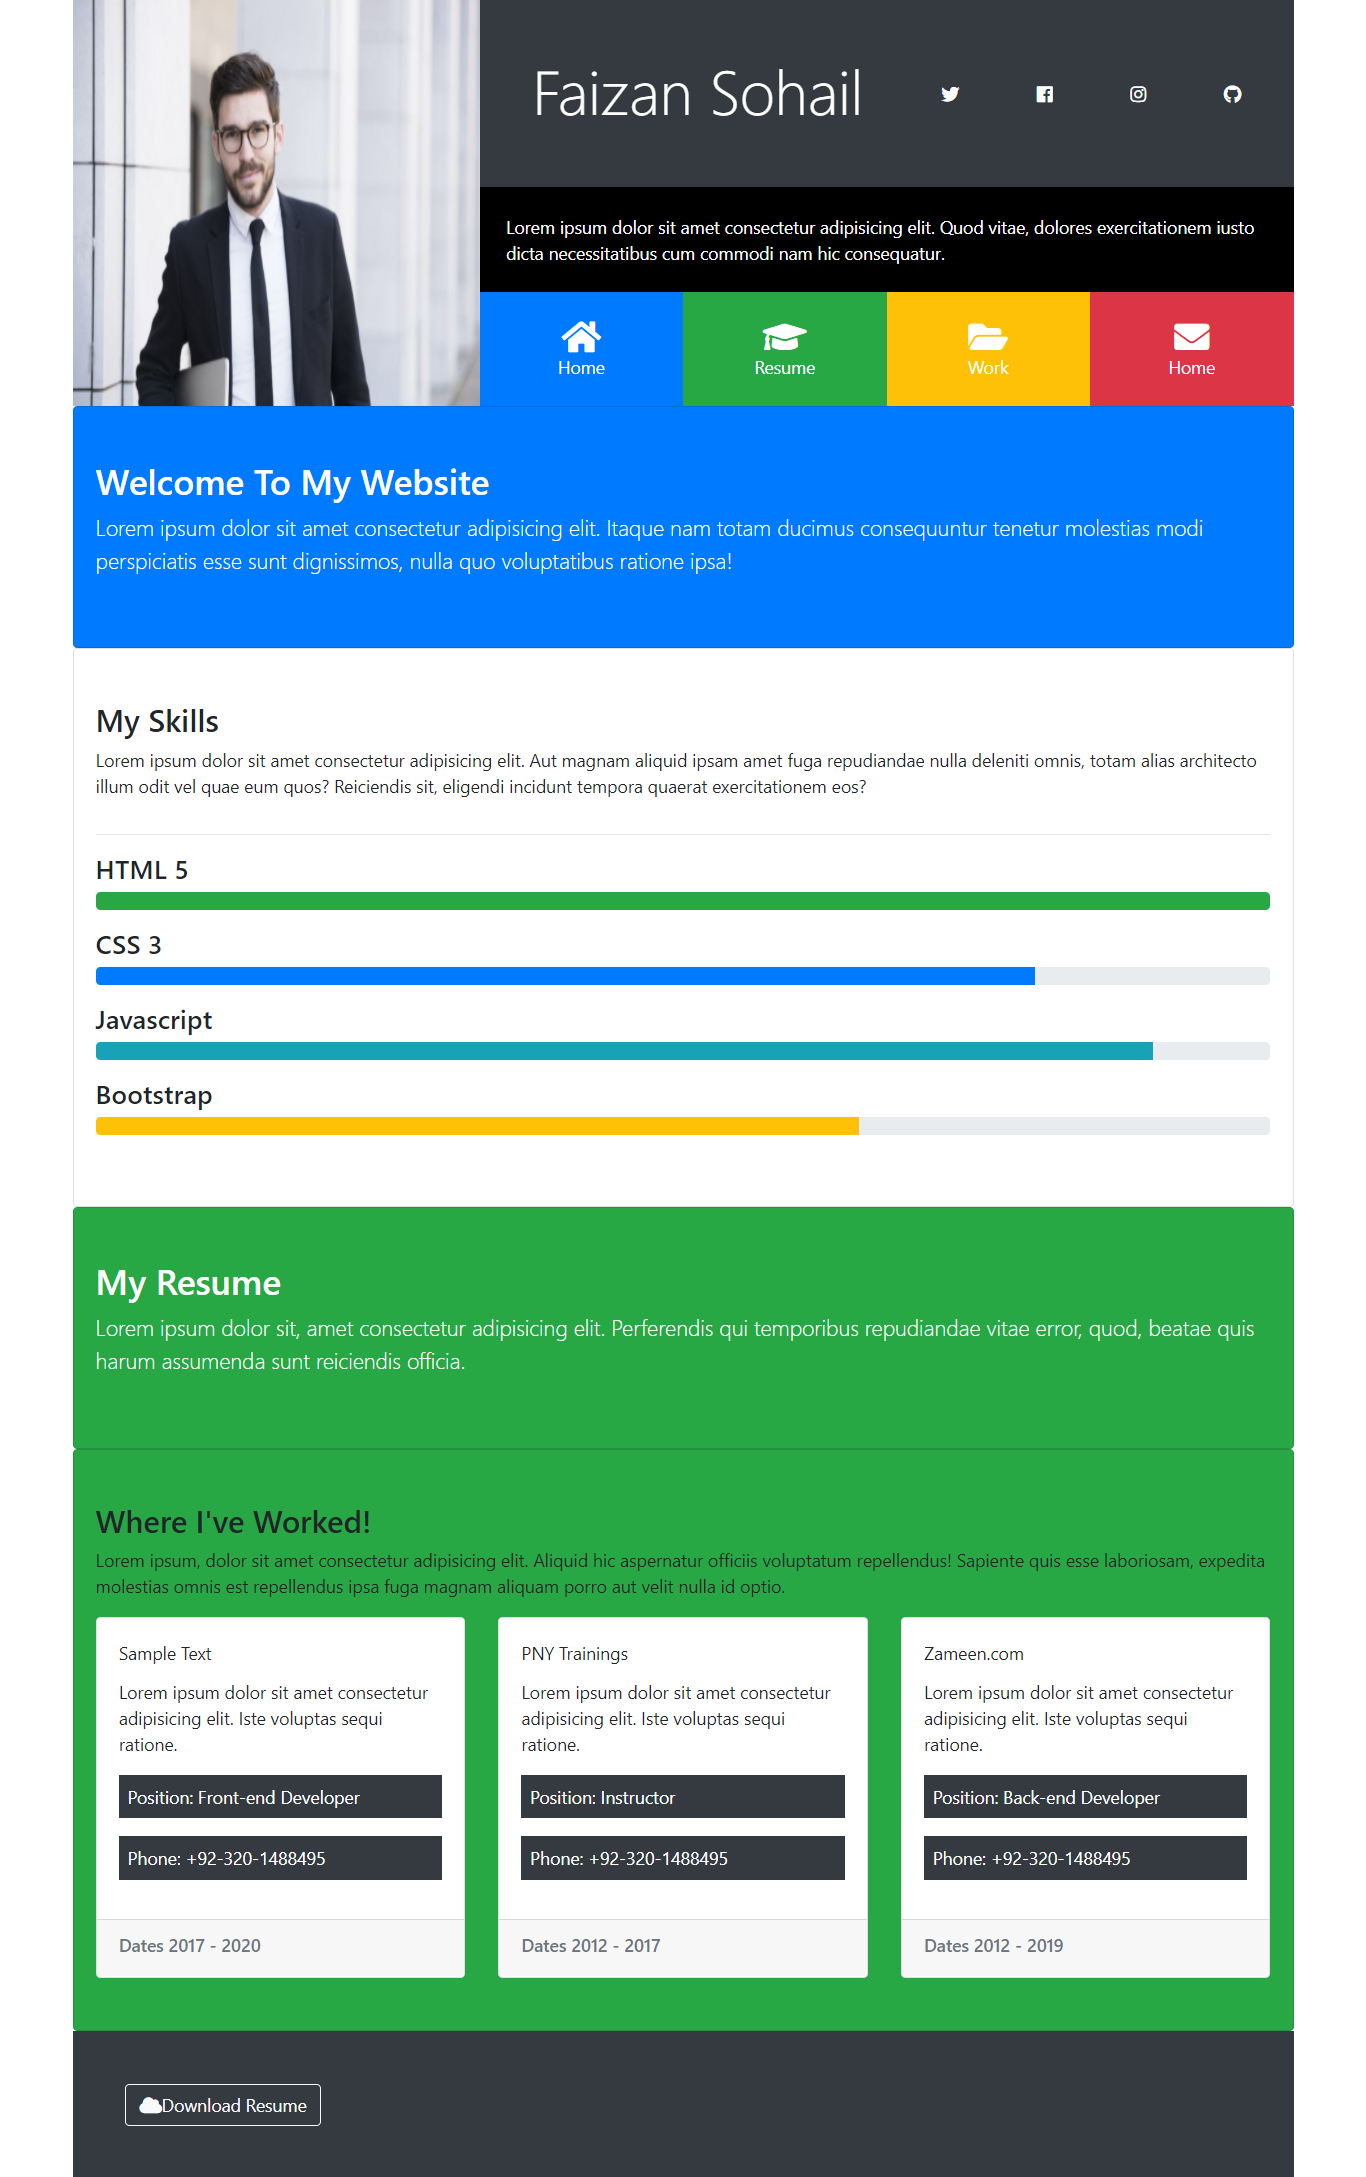 Faizan Sohail
Lorem ipsum dolor sit amet consectetur adipisicing elit. Quod vitae, dolores exercitationem iusto
dicta necessitatibus cum commodi nam hic consequatur.
Home
Resume
Work
Home
Welcome To My Website
Lorem ipsum dolor sit amet consectetur adipisicing elit. Itaque nam totam ducimus consequuntur tenetur molestias modi
perspiciatis esse sunt dignissimos, nulla quo voluptatibus ratione ipsa!
My Skills
Lorem ipsum dolor sit amet consectetur adipisicing elit. Aut magnam aliquid ipsam amet fuga repudiandae nulla deleniti omnis, totam alias architecto
illum odit vel quae eum quos? Reiciendis sit, eligendi incidunt tempora quaerat exercitationem eos?
HTML 5
CSS 3
Javascript
Bootstrap
My Resume
Lorem ipsum dolor sit, amet consectetur adipisicing elit. Perferendis qui temporibus repudiandae vitae error, quod, beatae quis
harum assumenda sunt reiciendis officia.
Where I've Worked!
Lorem ipsum, dolor sit amet consectetur adipisicing elit. Aliquid hic aspernatur officiis voluptatum repellendus! Sapiente quis esse laboriosam, expedita
molestias omnis est repellendus ipsa fuga magnam aliquam porro aut velit nulla id optio.
Sample Text
Lorem ipsum dolor sit amet consectetur
adipisicing elit. Iste voluptas sequi
ratione.
Position: Front-end Developer
Phone: +92-320-1488495
Dates 2017 - 2020
PNY Trainings
Lorem ipsum dolor sit amet consectetur
adipisicing elit. Iste voluptas sequi
ratione.
Position: Instructor
Phone: +92-320-1488495
Dates 2012 - 2017
Zameen.com
Lorem ipsum dolor sit amet consectetur
adipisicing elit. Iste voluptas sequi
ratione.
Position: Back-end Developer
Phone: +92-320-1488495
Dates 2012 - 2019
Download Resume